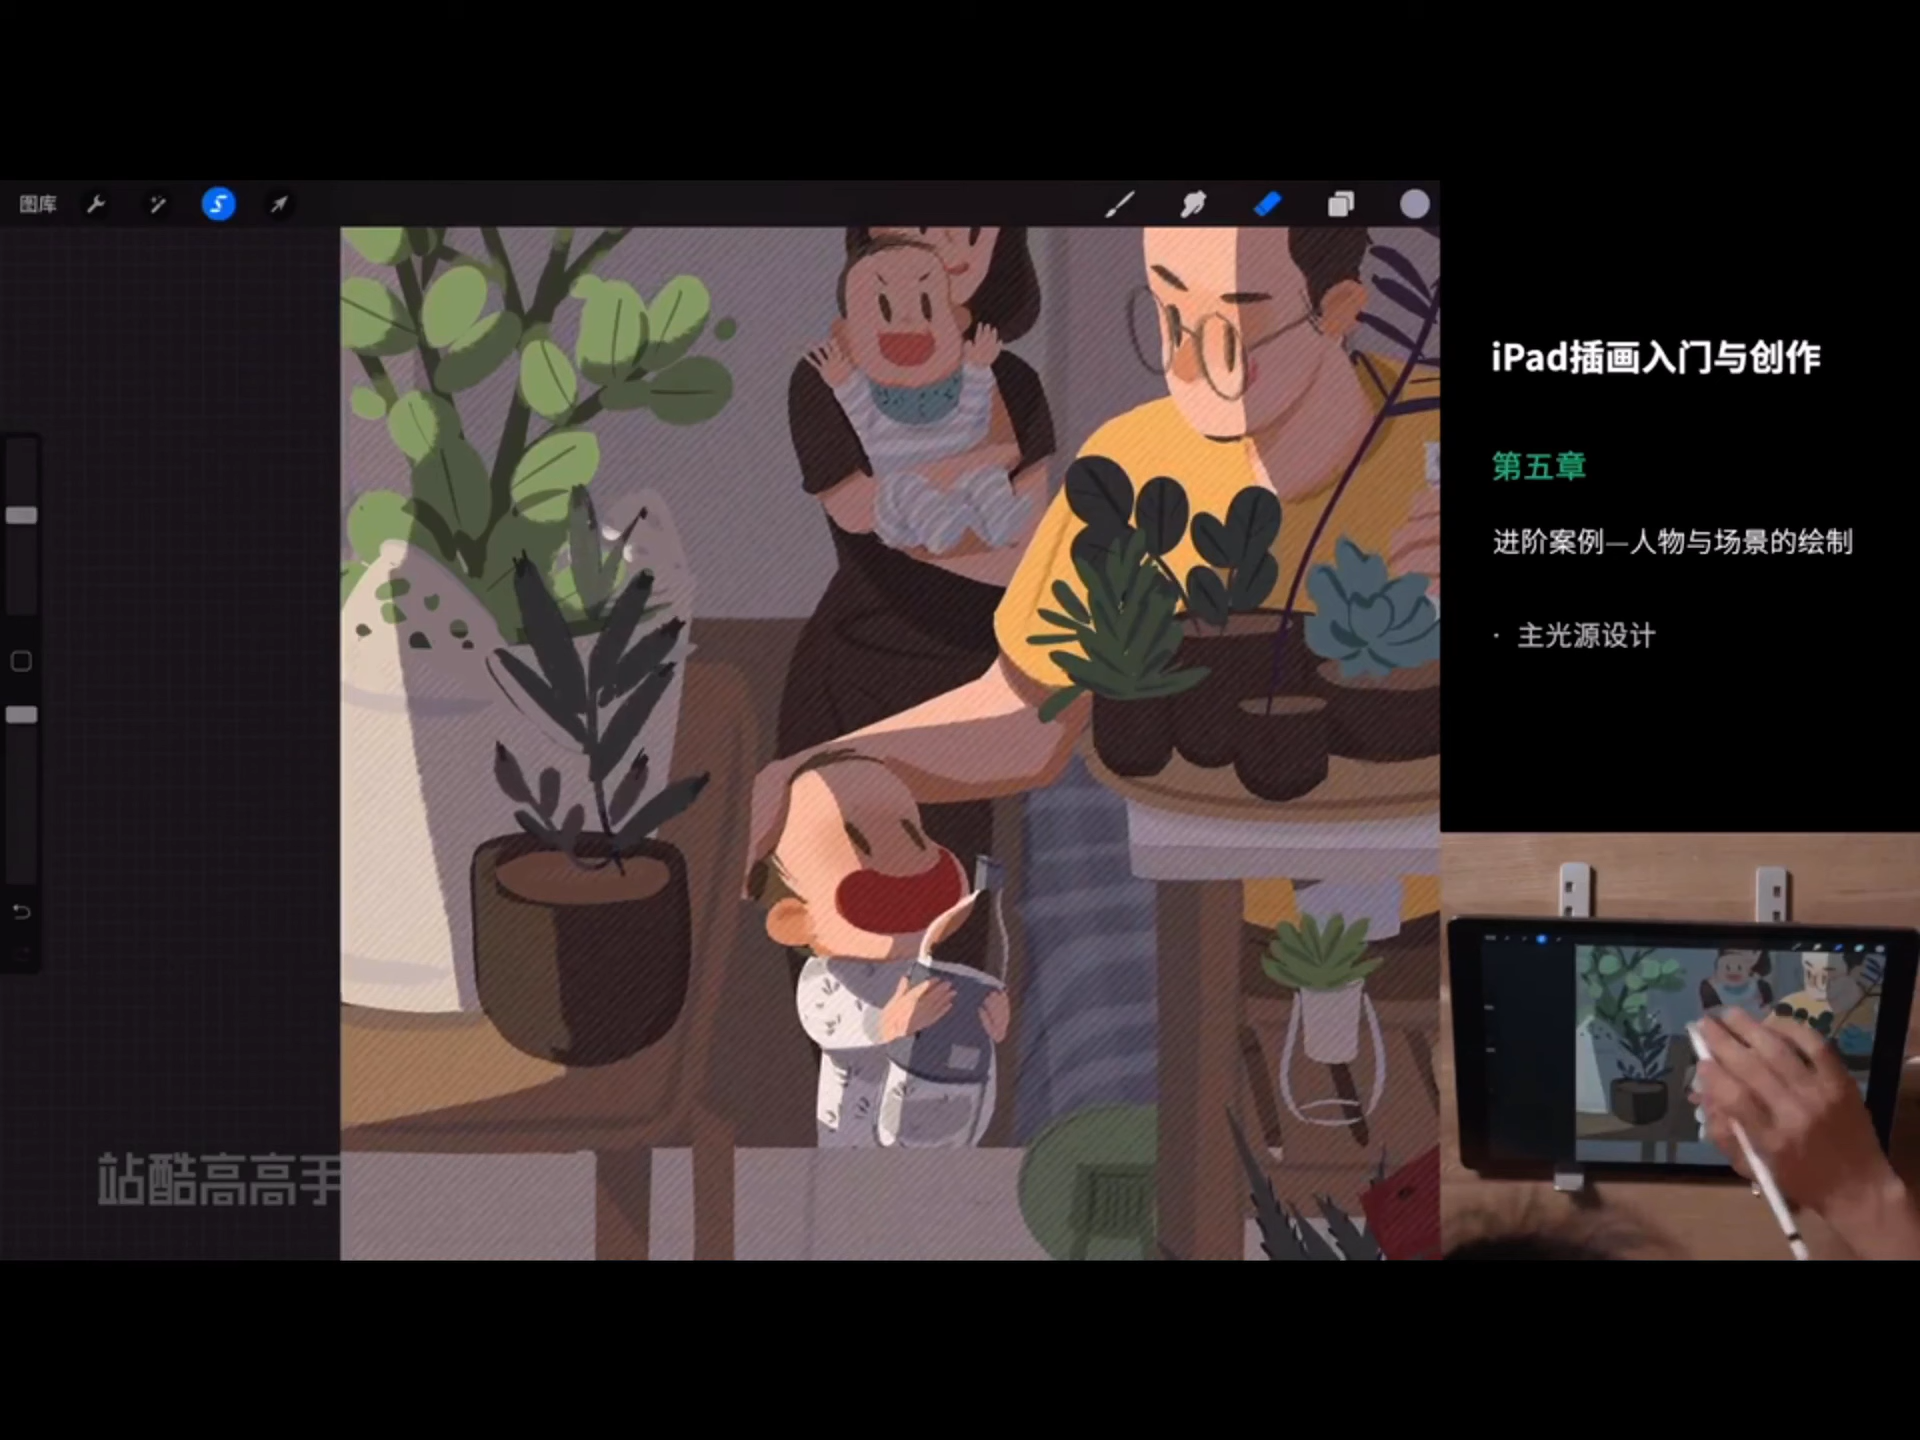 图库
iPad插画入门与创作
第五章
进阶案例—人物与场景的绘制
· 主光源设计
站酷高高手